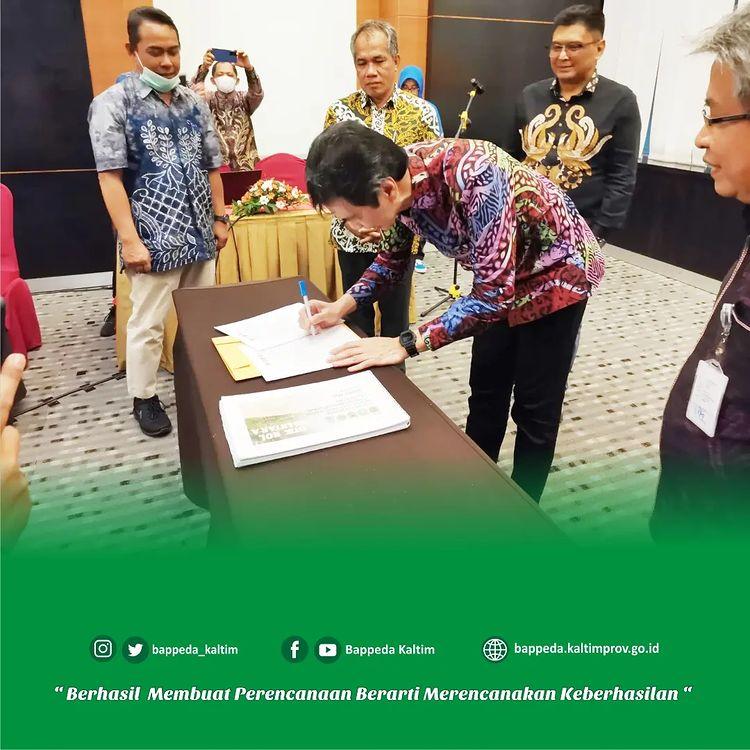 bappeda_kaltim
Bappeda Kaltim
bappeda.kaltimprov.go.id
“ Berhasil Membuat Perencanaan Berarti Merencanakan Keberhasilan “